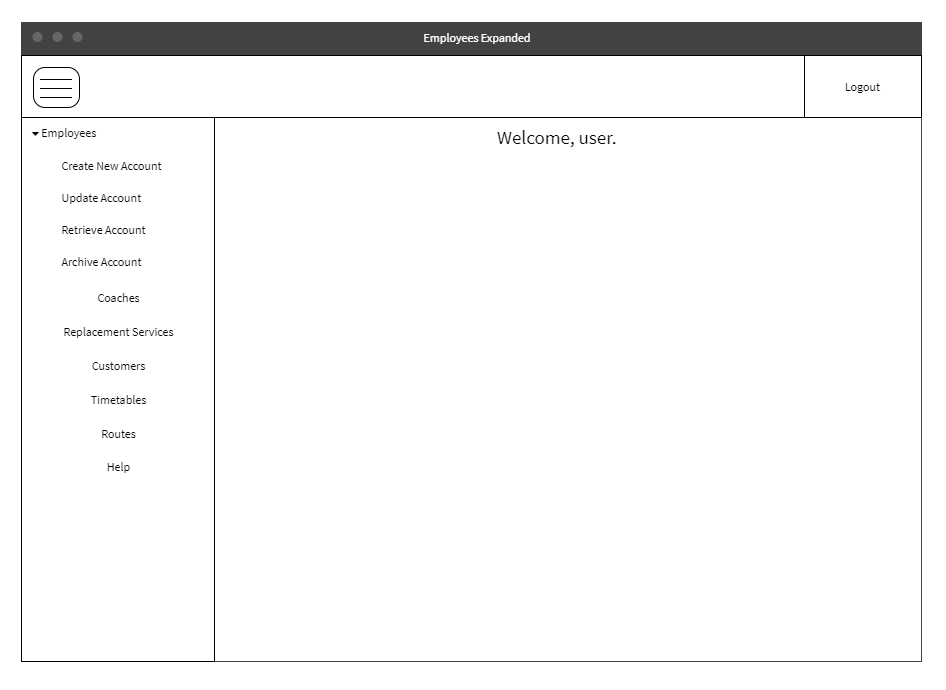 Employees Expanded
Logout
Employees
Welcome, user.
Create New Account
Update Account
Retrieve Account
Archive Account
Coaches
Replacement Services
Customers
Timetables
Routes
Help